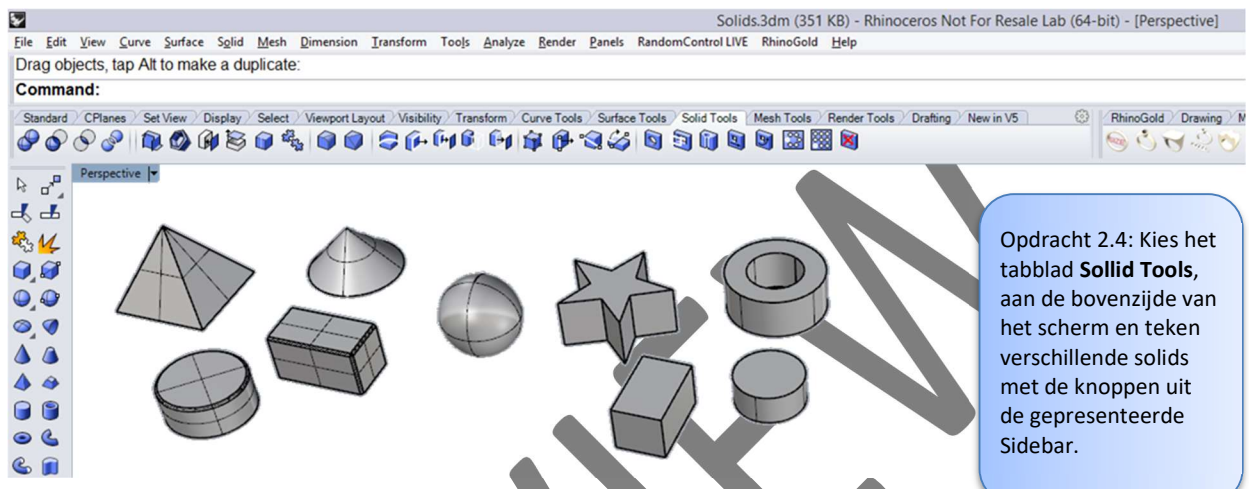 Solids.3dm (351 KB) - Rhinoceros Not For Resale Lab (64-bit) - [Perspective]
File Edit View Curve Surface Solid Mesh Dimension Transform Tools Analyze Render Panels RandomControl LIVE RhinoGold Help
Drag objects, tap Alt to make a duplicate:
Command:
Standard CPlanes Set View Display Select Viewport Layout Visibility Transform Curve Tools Surface Tools Solid Tools Mesh Tools Render Tools Drafting New in V5 RhinoGold Drawing M
Perspective
Opdracht 2.4: Kies het
tabblad Sollid Tools,
aan de bovenzijde van
het scherm en teken
verschillende solids
met de knoppen uit
de gepresenteerde
Sidebar.